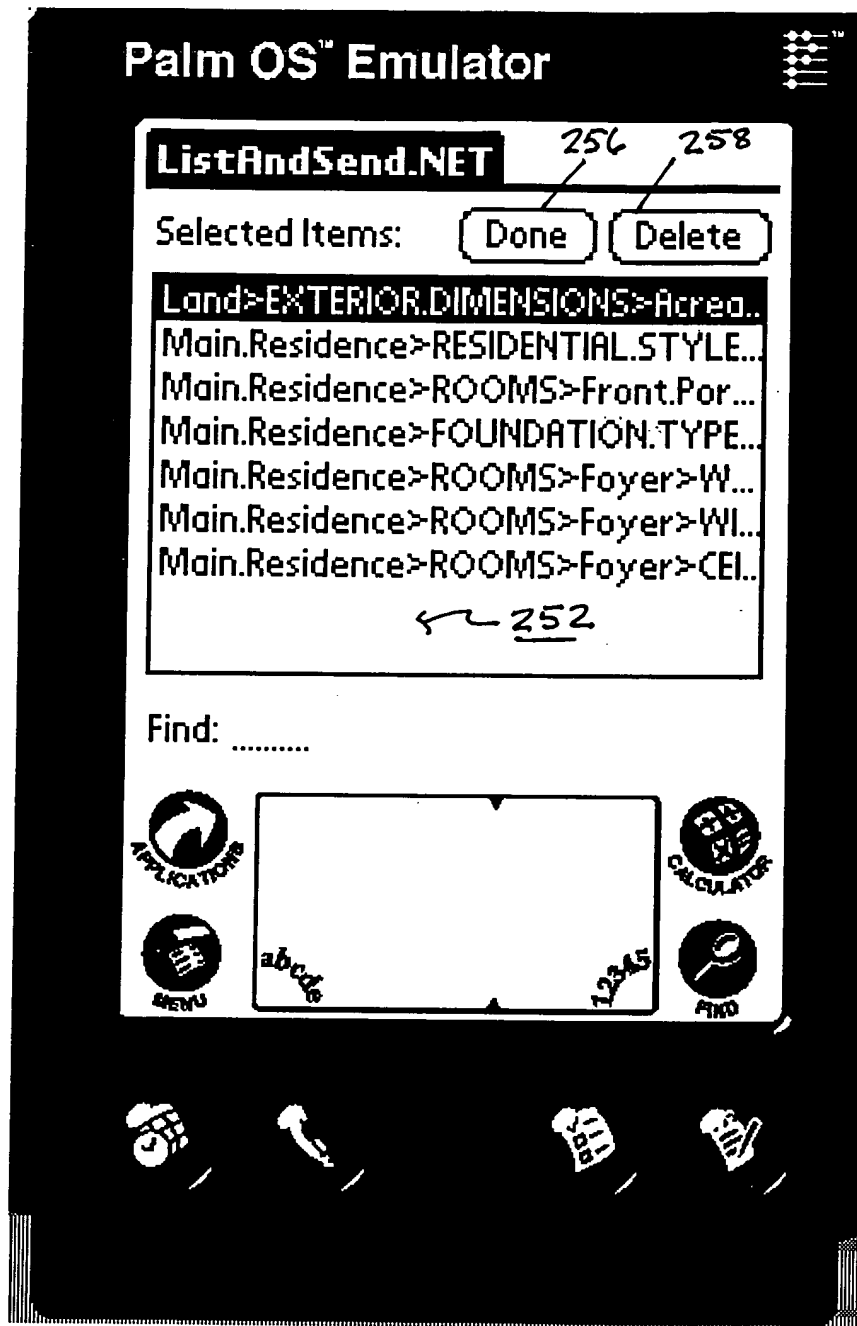 Palm OS™ Emulator
™
256 258
ListAndSend.NET
Selected Items: Done Delete
Land>EXTERIOR.DIMENSIONS>Acrea..
Main.Residence>RESIDENTIAL.STYLE...
Main.Residence>ROOMS>Front.Por...
Main.Residence>FOUNDATION.TYPE...
Main.Residence>ROOMS>Foyer>W...
Main.Residence>ROOMS>Foyer>WI...
Main.Residence>ROOMS>Foyer>CEI..
252
Find: ..........
APPLICATIONS CALCULATOR
abcde 12345
MENU FIND